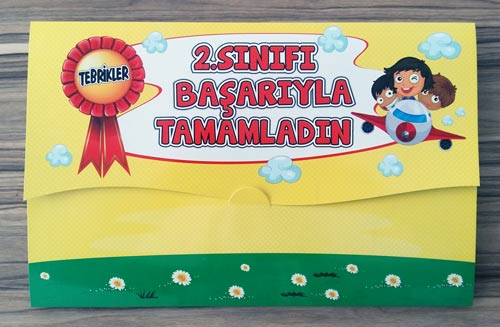 TEBRİKLER
2.SINIFI
BAŞARIYLA
TAMAMLADIN